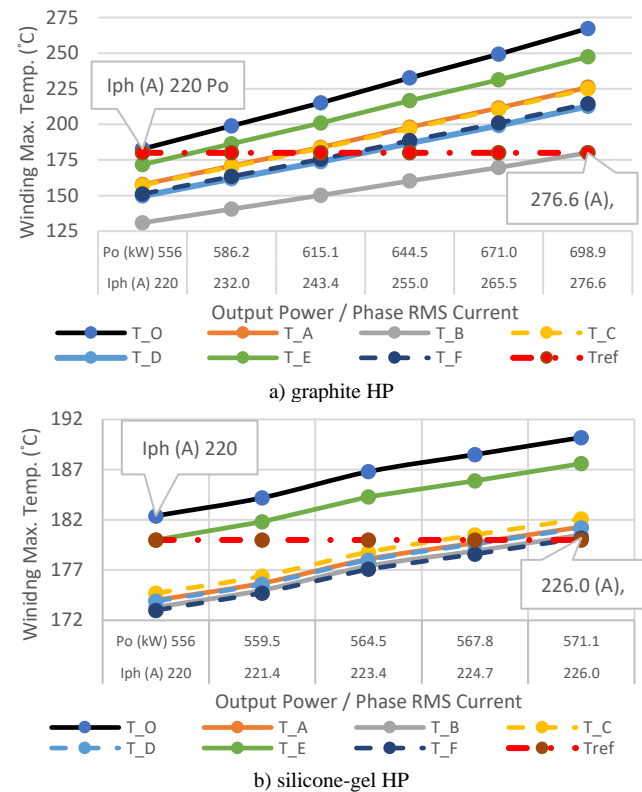 275
250
225
200
175
150
125
Winding Max. Temp. (˚C)
Iph (A) 220 Po
276.6 (A),
Po (kW) 556 586.2 615.1 644.5 671.0 698.9
Iph (A) 220 232.0 243.4 255.0 265.5 276.6
Output Power / Phase RMS Current
T_O T_A T_B T_C
T_D T_E T_F Tref
a) graphite HP
192
187
182
177
172
Winidng Max. Temp. (˚C)
Iph (A) 220
226.0 (A),
Po (kW) 556 559.5 564.5 567.8 571.1
Iph (A) 220 221.4 223.4 224.7 226.0
Output Power / Phase RMS Current
T_O T_A T_B T_C
T_D T_E T_F Tref
b) silicone-gel HP